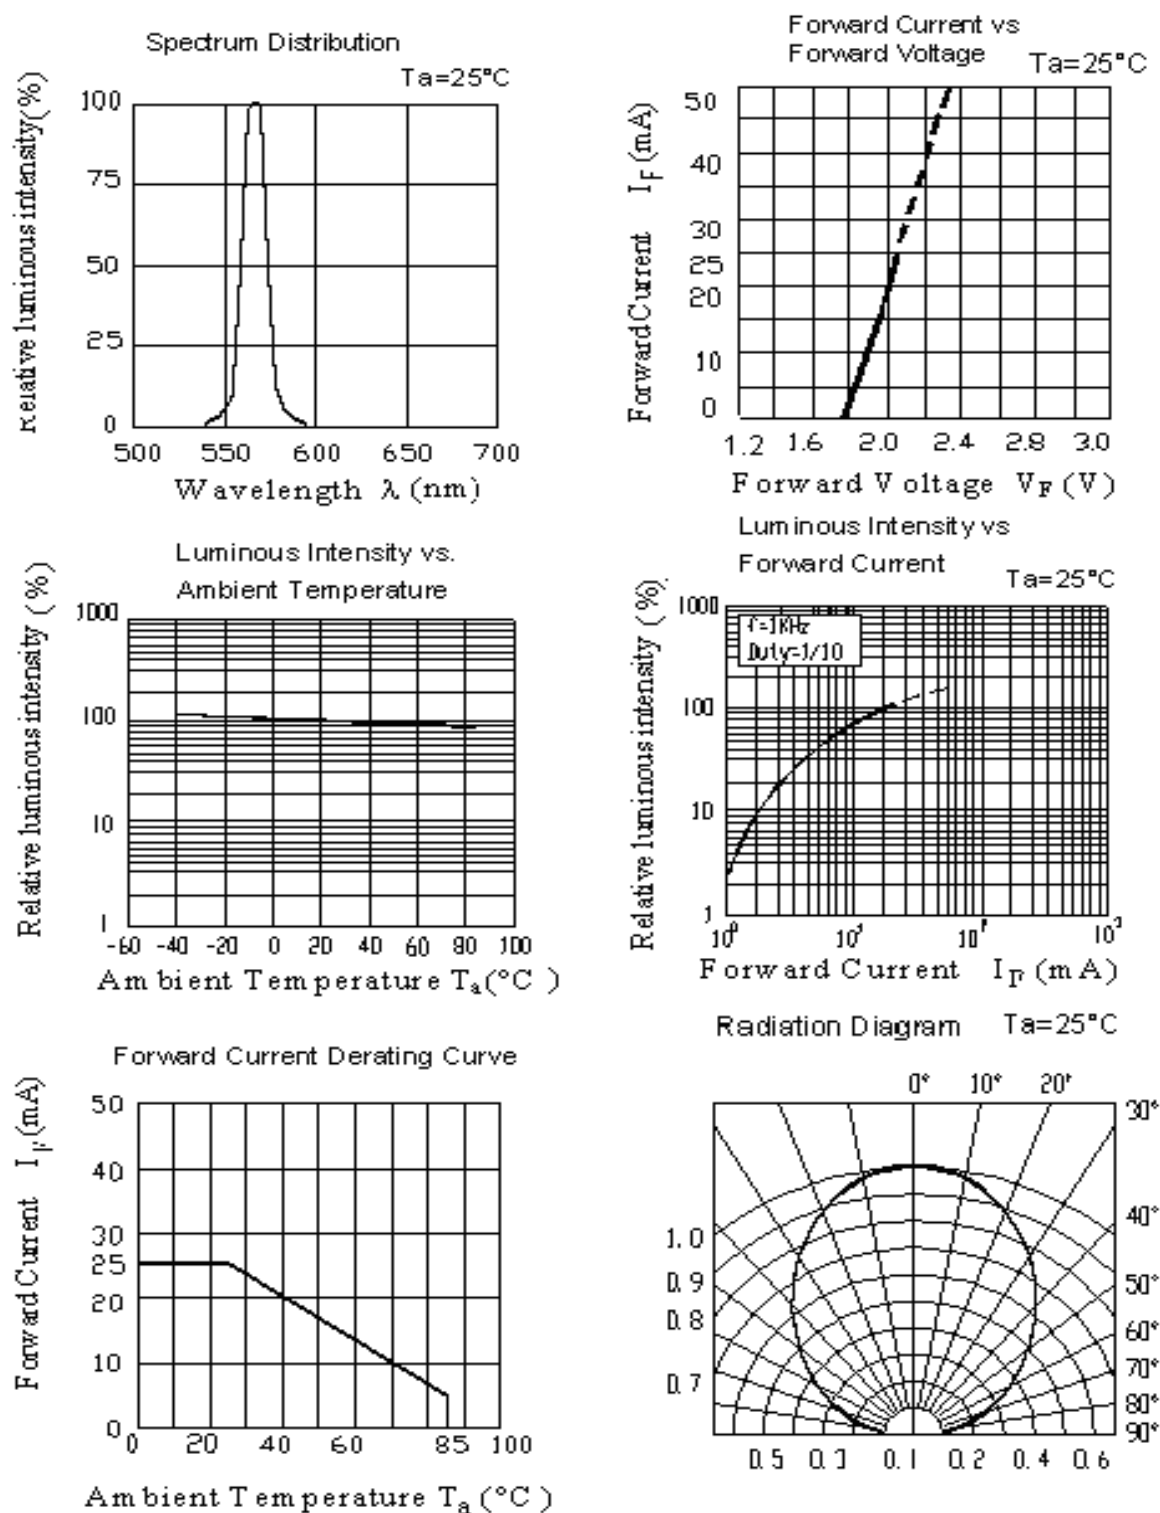 Spectrum Distribution
Ta=25°C
Relative luminous intensity(%)
100
75
50
25
0
500 550 600 650 700
Wavelength λ (nm)
Forward Current vs
Forward Voltage
Ta=25°C
Forward Current IF (mA)
50
40
30
25
20
10
0
1.2 1.6 2.0 2.4 2.8 3.0
Forward Voltage VF (V)
Luminous Intensity vs.
Ambient Temperature
Relative luminous intensity (%)
1000
100
10
1
-60 -40 -20 0 20 40 60 80 100
Ambient Temperature Ta(°C )
Luminous Intensity vs
Forward Current
Ta=25°C
Relative luminous intensity (%)
1000
100
10
1
f=1KHz
Duty=1/10
Forward Current IF (mA)
Forward Current Derating Curve
Forward Current IF (mA)
50
40
30
25
20
10
0
0 20 40 60 85 100
Ambient Temperature Ta (°C)
Radiation Diagram
Ta=25°C
0° 10° 20° 30°
40°
50°
60°
70°
80°
90°
1.0
0.9
0.8
0.7
0.5 0.3 0.1 0.2 0.4 0.6